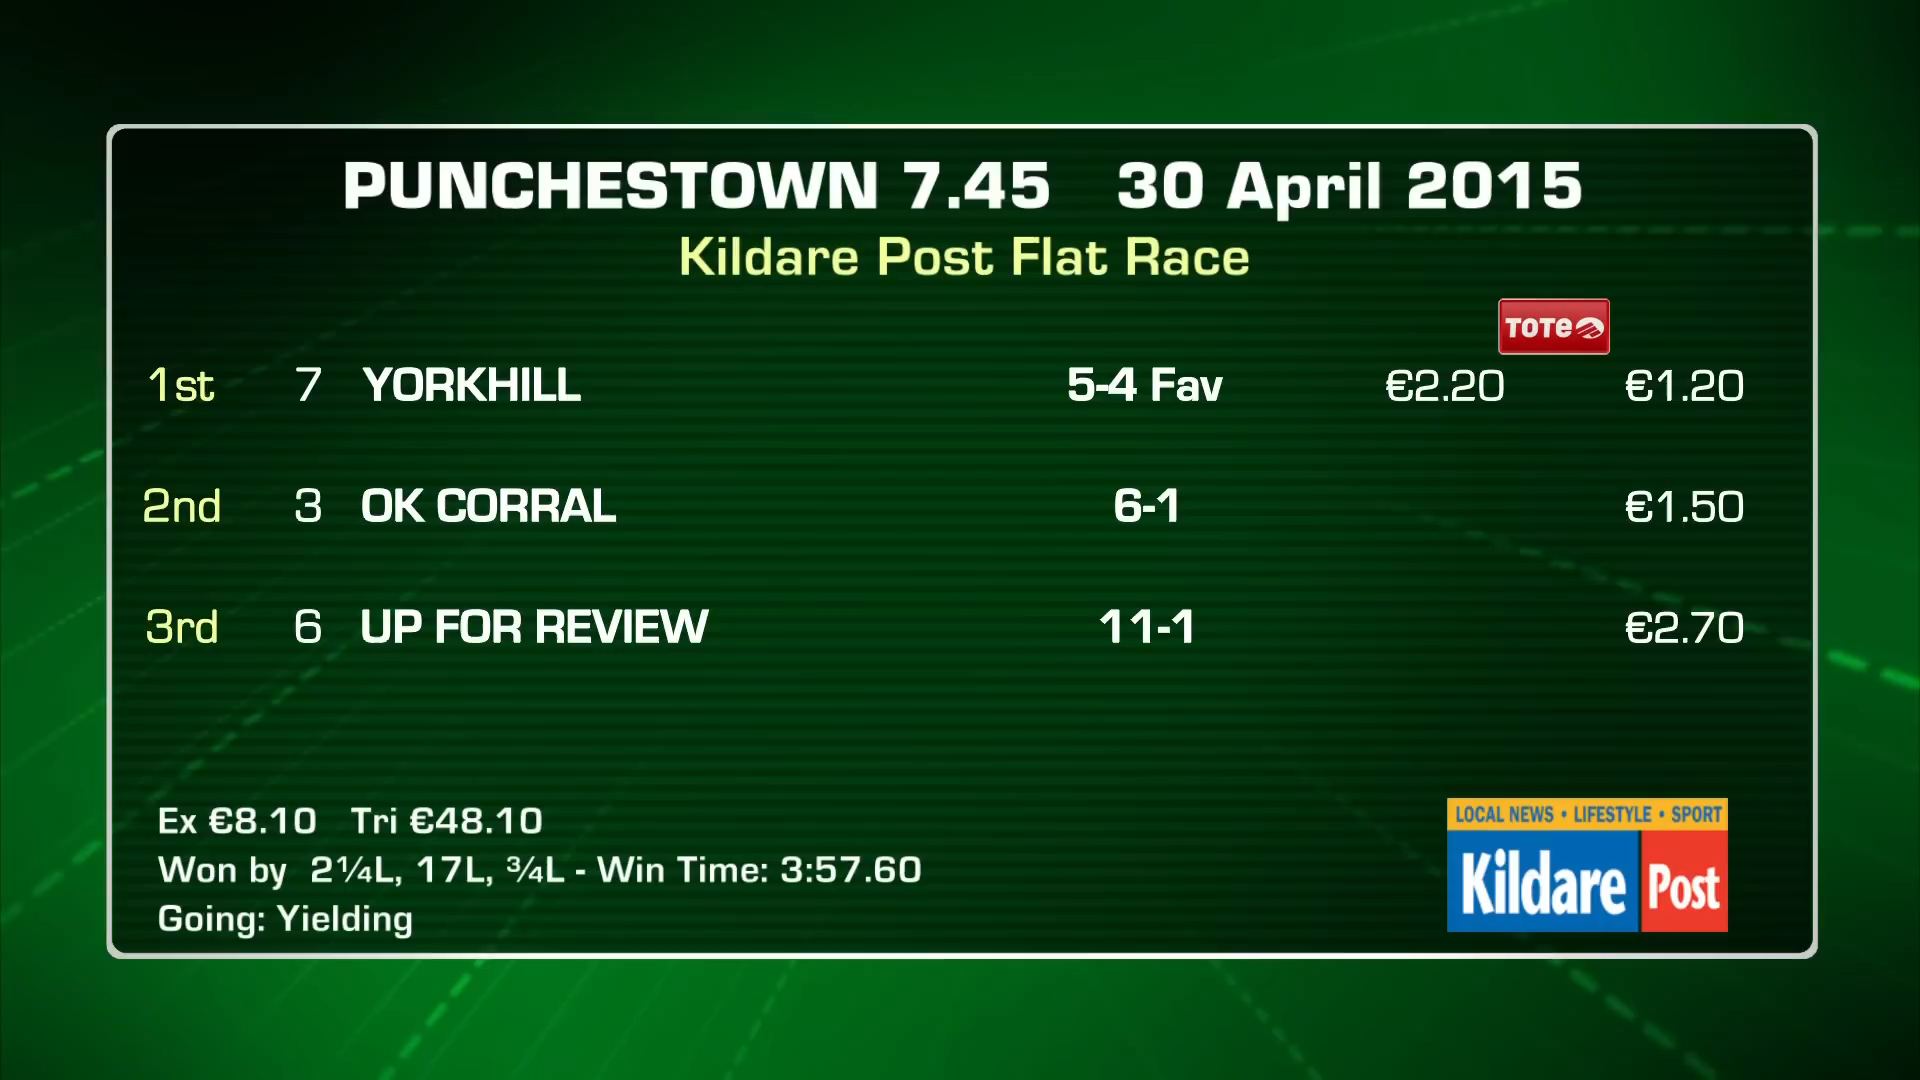 PUNCHESTOWN 7.45 30 April 2015
Kildare Post Flat Race
TOTE
1st 7 YORKHILL 5-4 Fav €2.20 €1.20
2nd 3 OK CORRAL 6-1 €1.50
3rd 6 UP FOR REVIEW 11-1 €2.70
Ex €8.10 Tri €48.10
Won by 2¼L, 17L, ¾L - Win Time: 3:57.60
Going: Yielding
LOCAL NEWS • LIFESTYLE • SPORT
Kildare Post